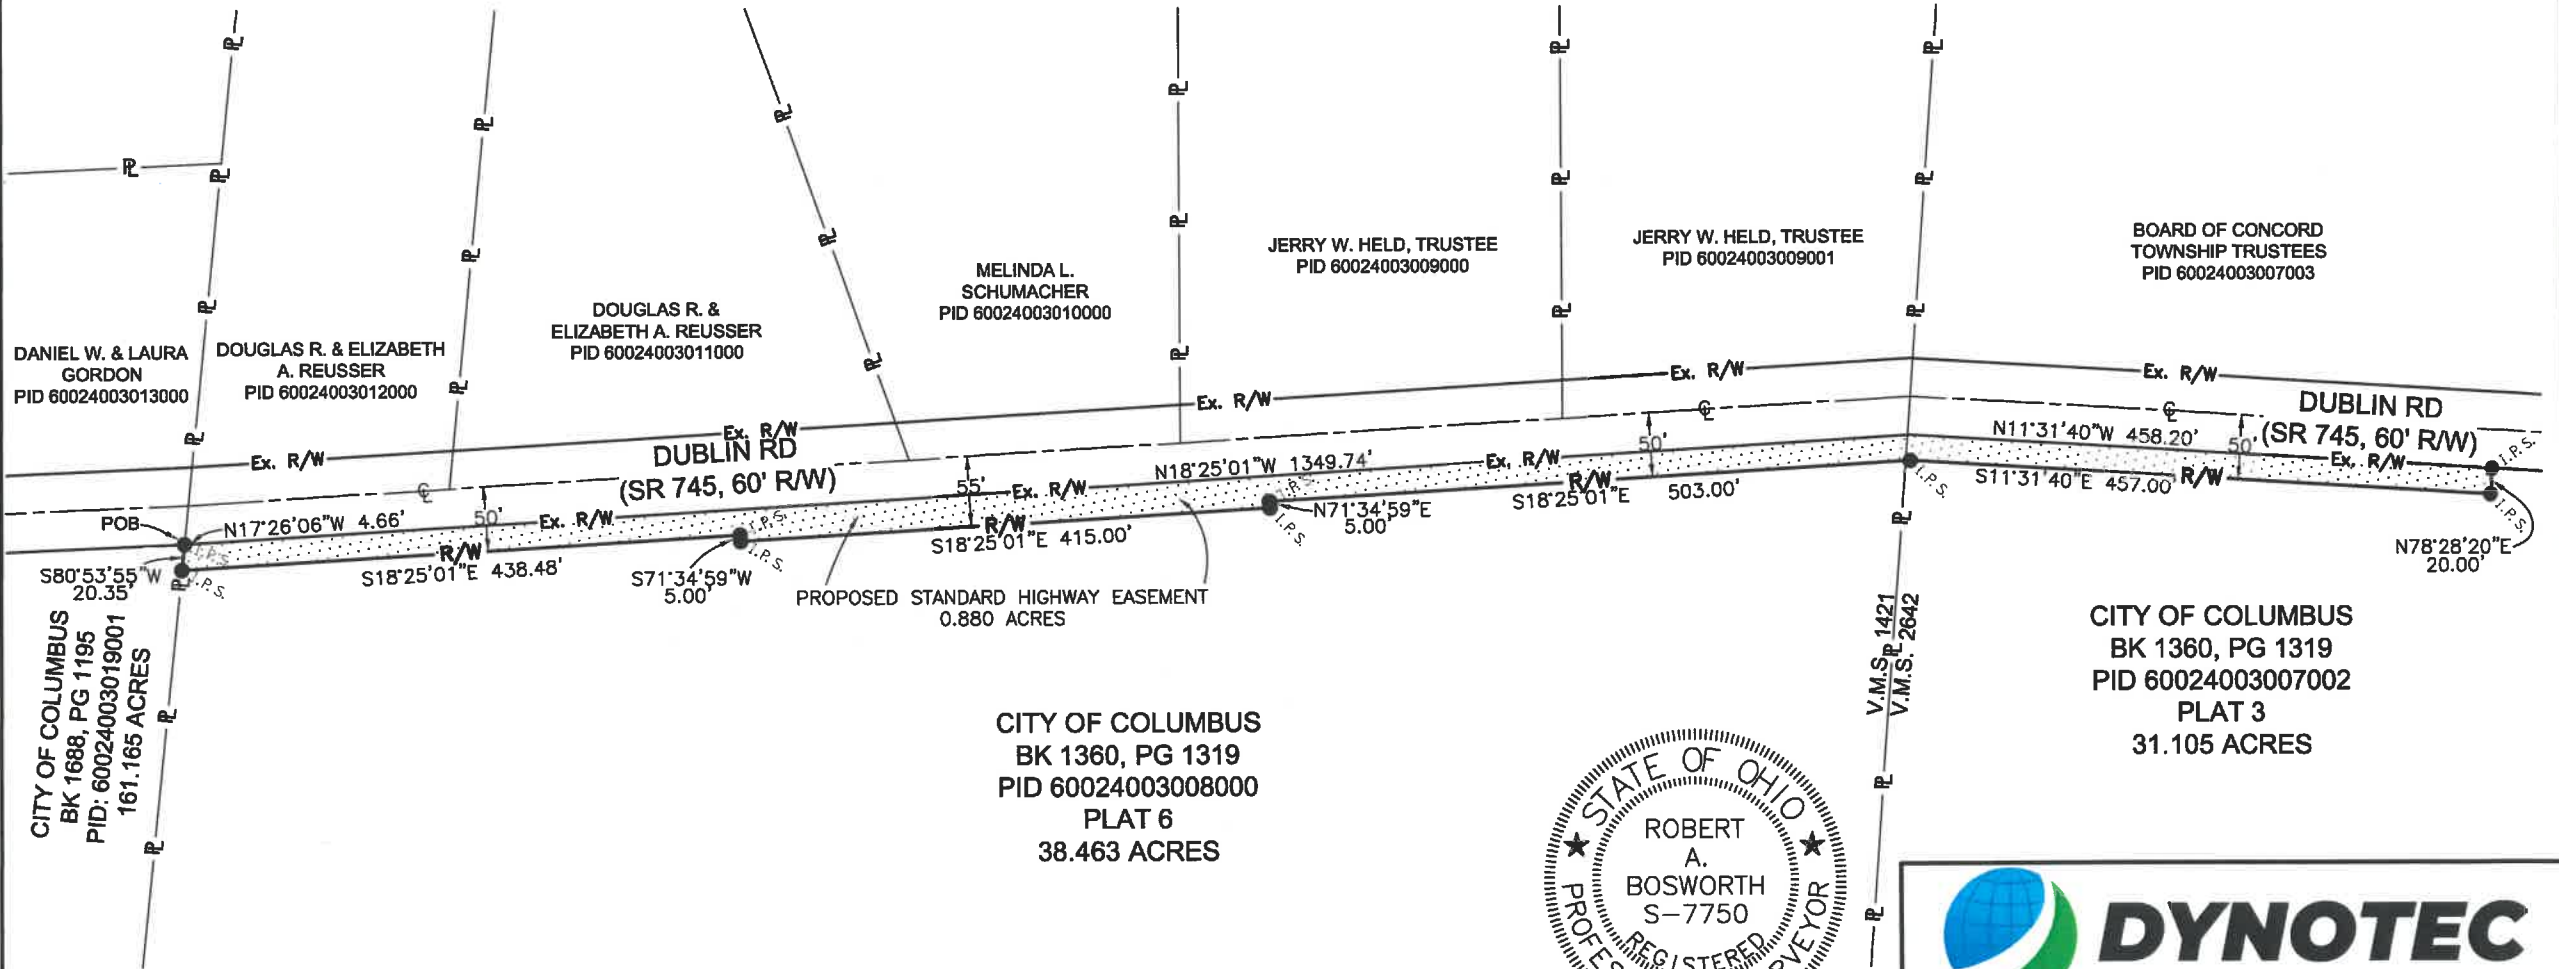 DANIEL W. & LAURA
GORDON
PID 60024003013000
DOUGLAS R. & ELIZABETH
A. REUSSER
PID 60024003012000
DOUGLAS R. &
ELIZABETH A. REUSSER
PID 60024003011000
MELINDA L.
SCHUMACHER
PID 60024003010000
JERRY W. HELD, TRUSTEE
PID 60024003009000
JERRY W. HELD, TRUSTEE
PID 60024003009001
BOARD OF CONCORD
TOWNSHIP TRUSTEES
PID 60024003007003
Ex. R/W
Ex. R/W
Ex. R/W
Ex. R/W
Ex. R/W
DUBLIN RD
(SR 745, 60' R/W)
DUBLIN RD
(SR 745, 60' R/W)
POB
N17°26'06"W 4.66'
50'
Ex. R/W
55'
Ex. R/W
N18°25'01"W 1349.74'
Ex. R/W
50'
N11°31'40"W 458.20'
50'
Ex. R/W
I.P.S.
I.P.S.
I.P.S.
I.P.S.
I.P.S.
I.P.S.
I.P.S.
I.P.S.
I.P.S.
S80°53'55"W
20.35'
R/W
S18°25'01"E 438.48'
S71°34'59"W
5.00'
R/W
S18°25'01"E 415.00'
N71°34'59"E
5.00'
R/W
S18°25'01"E 503.00'
S11°31'40"E 457.00'
R/W
N78°28'20"E
20.00'
PROPOSED STANDARD HIGHWAY EASEMENT
0.880 ACRES
CITY OF COLUMBUS
BK 1688, PG 1195
PID: 60024003019001
161.165 ACRES
CITY OF COLUMBUS
BK 1360, PG 1319
PID 60024003008000
PLAT 6
38.463 ACRES
V.M.S. 1421
V.M.S. 2642
CITY OF COLUMBUS
BK 1360, PG 1319
PID 60024003007002
PLAT 3
31.105 ACRES
STATE OF OHIO
ROBERT
A.
BOSWORTH
S-7750
REGISTERED
DYNOTEC